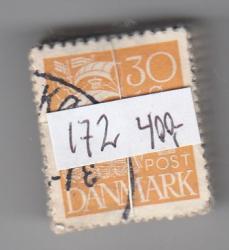 30
172 400,-
POST
DANMARK